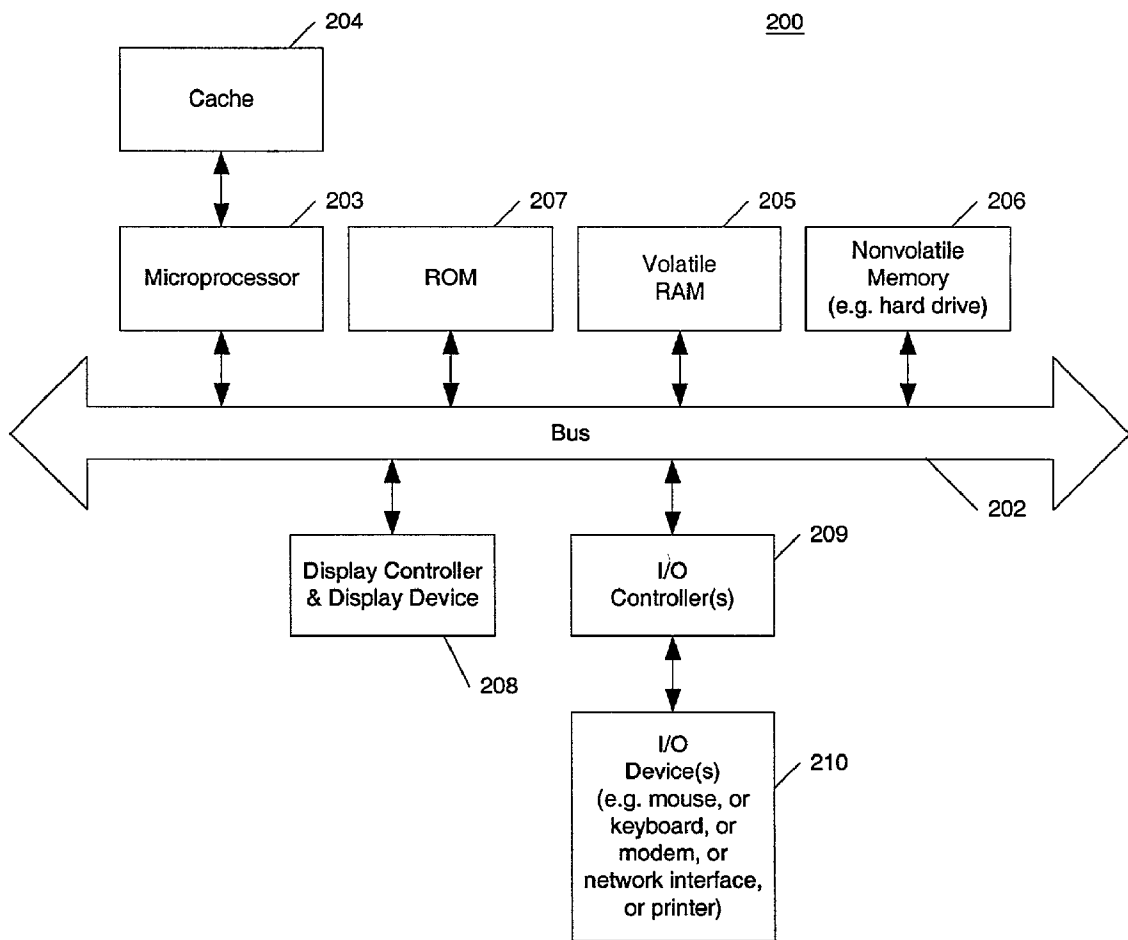 200
204
Cache
203
207
205
206
Microprocessor
ROM
Volatile
RAM
Nonvolatile
Memory
(e.g. hard drive)
Bus
202
209
Display Controller
& Display Device
208
I/O
Controller(s)
I/O
Device(s)
(e.g. mouse, or
keyboard, or
modem, or
network interface,
or printer)
210